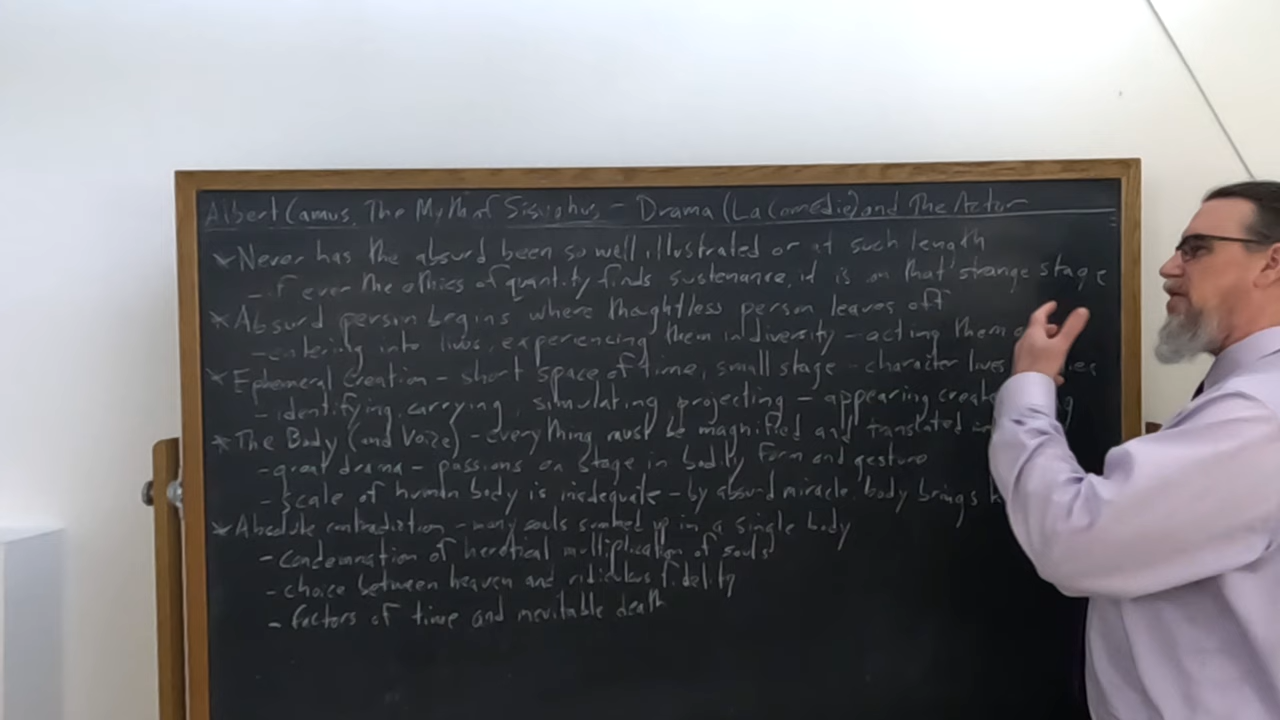 Albert Camus, The Myth of Sisyphus - Drama (La Comédie) and The Actor
* Never has the absurd been so well illustrated or at such length
- if ever the ethics of quantity finds sustenance, it is on that strange stage
* Absurd person begins where thoughtless person leaves off
- entering into lives, experiencing them in diversity - acting them
* Ephemeral Creation - short space of time, small stage - character lives
- identifying, carrying, simulating, projecting - appearing creates
* The Body (and Voice) - everything must be magnified and translated
- great drama - passions on stage in bodily form and gesture
- scale of human body is inadequate - by absurd miracle, body brings
* Absolute contradiction - many souls summed up in a single body
- condemnation of heretical multiplication of souls
- choice between heaven and ridiculous fidelity
- factors of time and inevitable death